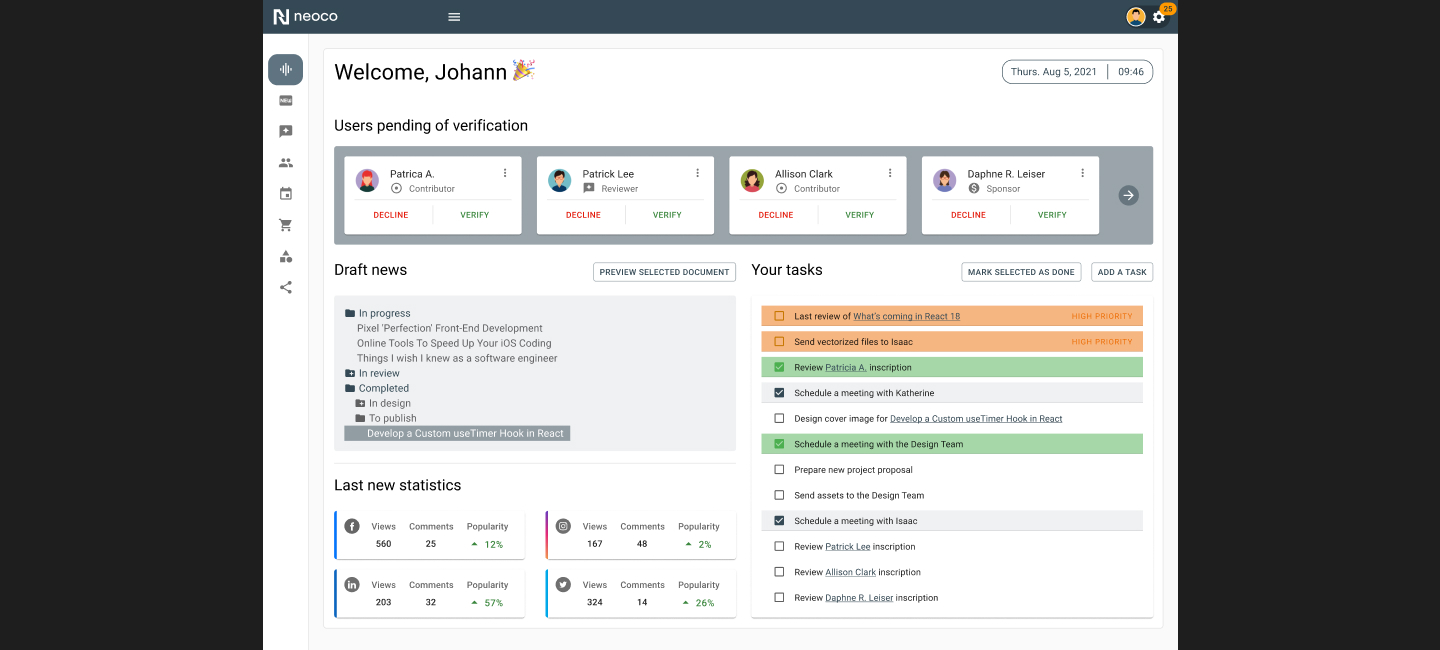 neoco
25
Welcome, Johann
Thurs. Aug 5, 2021 09:46
NEW
Users pending of verification
Patrica A.
Contributor
DECLINE VERIFY
Patrick Lee
Reviewer
DECLINE VERIFY
Allison Clark
Contributor
DECLINE VERIFY
Daphne R. Leiser
Sponsor
DECLINE VERIFY
Draft news
PREVIEW SELECTED DOCUMENT
In progress
Pixel 'Perfection' Front-End Development
Online Tools To Speed Up Your iOS Coding
Things I wish I knew as a software engineer
In review
Completed
In design
To publish
Develop a Custom useTimer Hook in React
Last new statistics
Views Comments Popularity
560 25 12%
Views Comments Popularity
167 48 2%
Views Comments Popularity
203 32 57%
Views Comments Popularity
324 14 26%
Your tasks
MARK SELECTED AS DONE
ADD A TASK
Last review of What's coming in React 18 HIGH PRIORITY
Send vectorized files to Isaac HIGH PRIORITY
Review Patricia A. inscription
Schedule a meeting with Katherine
Design cover image for Develop a Custom useTimer Hook in React
Schedule a meeting with the Design Team
Prepare new project proposal
Send assets to the Design Team
Schedule a meeting with Isaac
Review Patrick Lee inscription
Review Allison Clark inscription
Review Daphne R. Leiser inscription